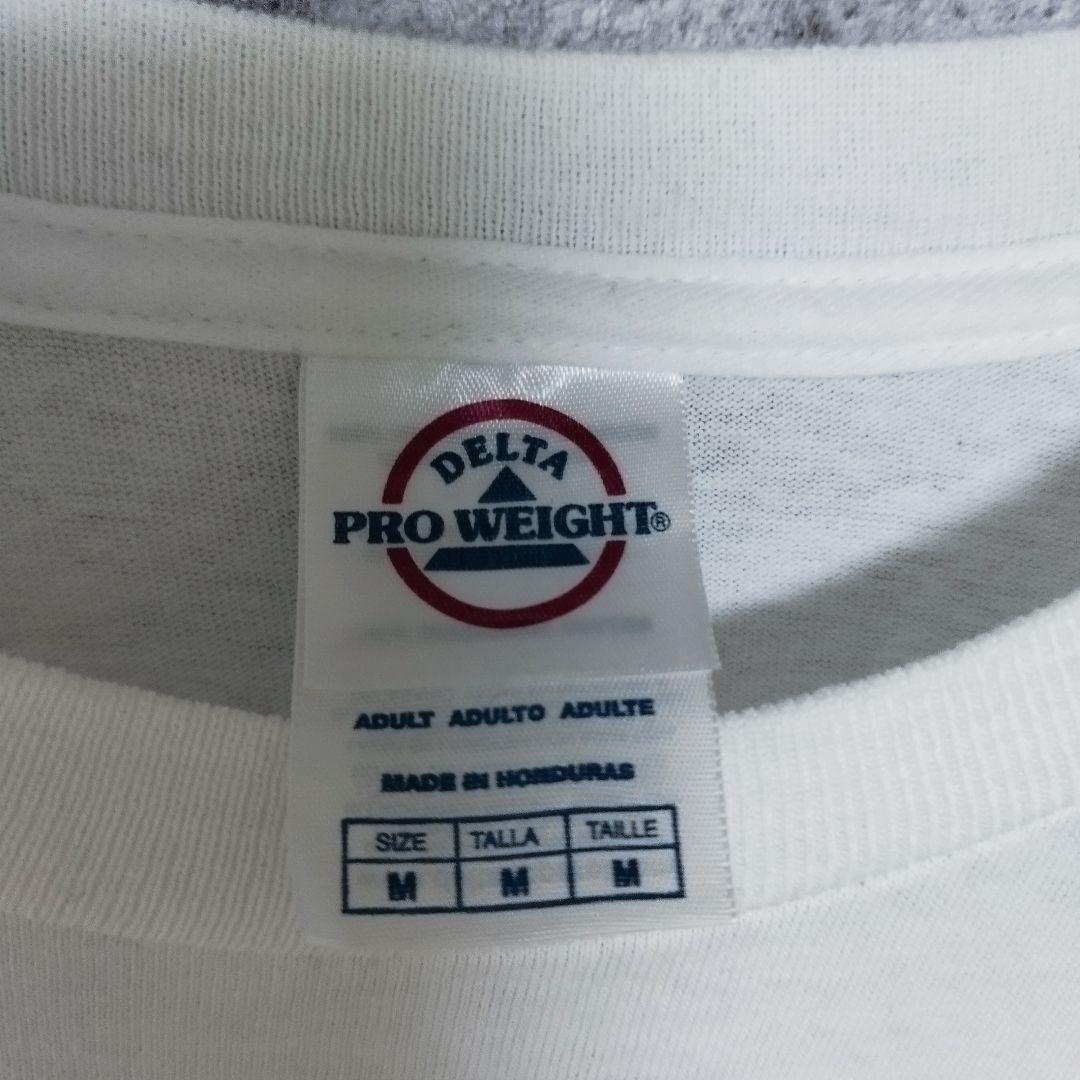 DELTA
PRO WEIGHT®
ADULT ADULTO ADULTE
MADE IN HONDURAS
SIZE TALLA TAILLE
M M M